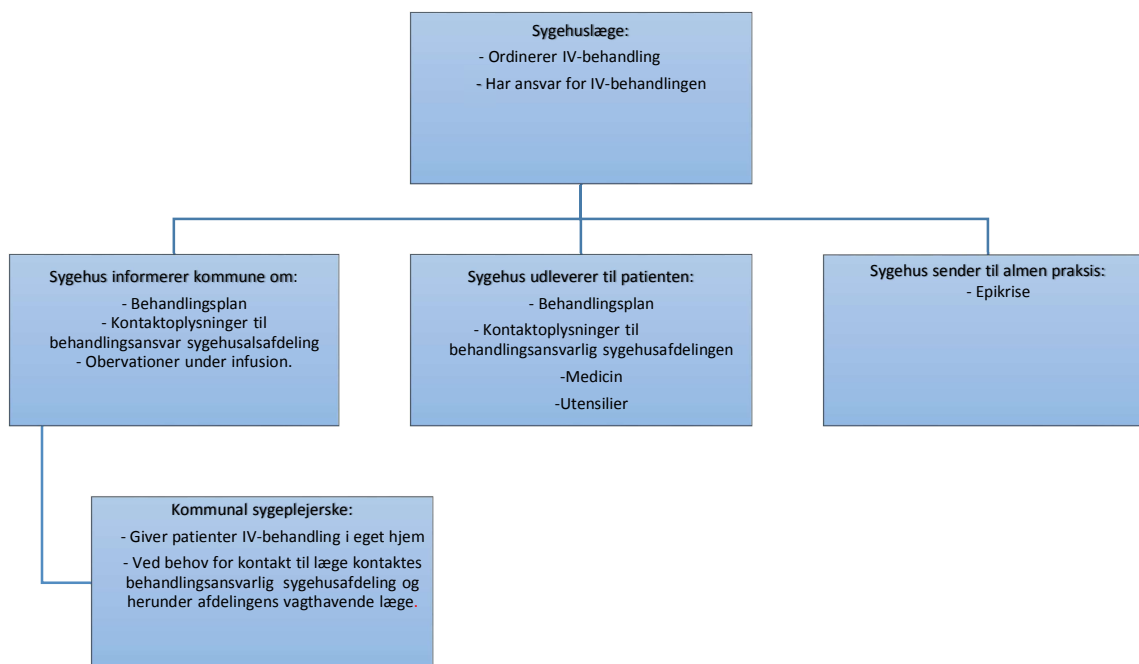 Sygehuslæge:
- Ordinerer IV-behandling
- Har ansvar for IV-behandlingen
Sygehus informerer kommune om:
- Behandlingsplan
- Kontaktoplysninger til
behandlingsansvar sygehusalsafdeling
- Obervationer under infusion.
Sygehus udleverer til patienten:
- Behandlingsplan
- Kontaktoplysninger til
behandlingsansvarlig sygehusafdelingen
-Medicin
-Utensilier
Sygehus sender til almen praksis:
- Epikrise
Kommunal sygeplejerske:
- Giver patienter IV-behandling i eget hjem
- Ved behov for kontakt til læge kontaktes
behandlingsansvarlig sygehusafdeling og
herunder afdelingens vagthavende læge.